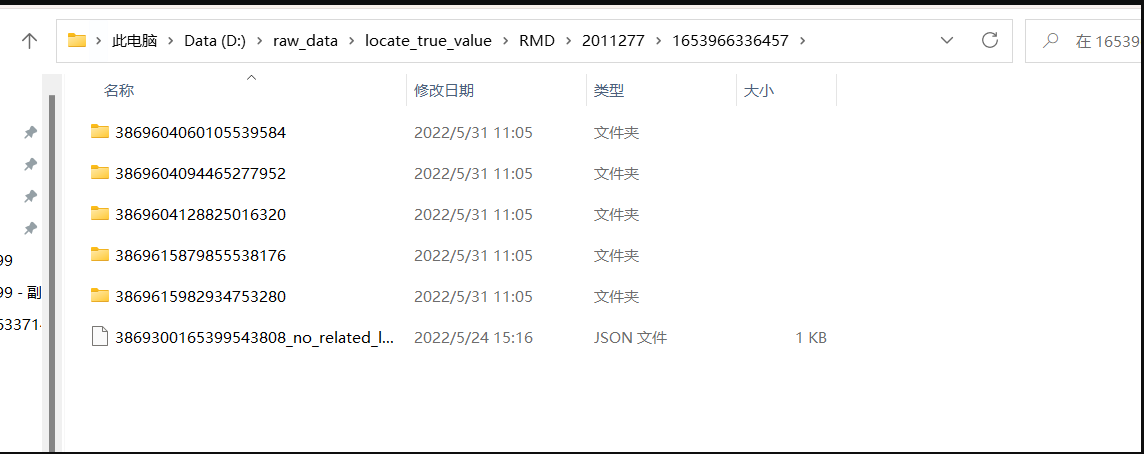 此电脑 › Data (D:) › raw_data › locate_true_value › RMD › 2011277 › 1653966336457 ›
在 16539
名称 修改日期 类型 大小
3869604060105539584 2022/5/31 11:05 文件夹
3869604094465277952 2022/5/31 11:05 文件夹
3869604128825016320 2022/5/31 11:05 文件夹
99 3869615879855538176 2022/5/31 11:05 文件夹
99 - 副 3869615982934753280 2022/5/31 11:05 文件夹
53371- 3869300165399543808_no_related_l... 2022/5/24 15:16 JSON 文件 1 KB